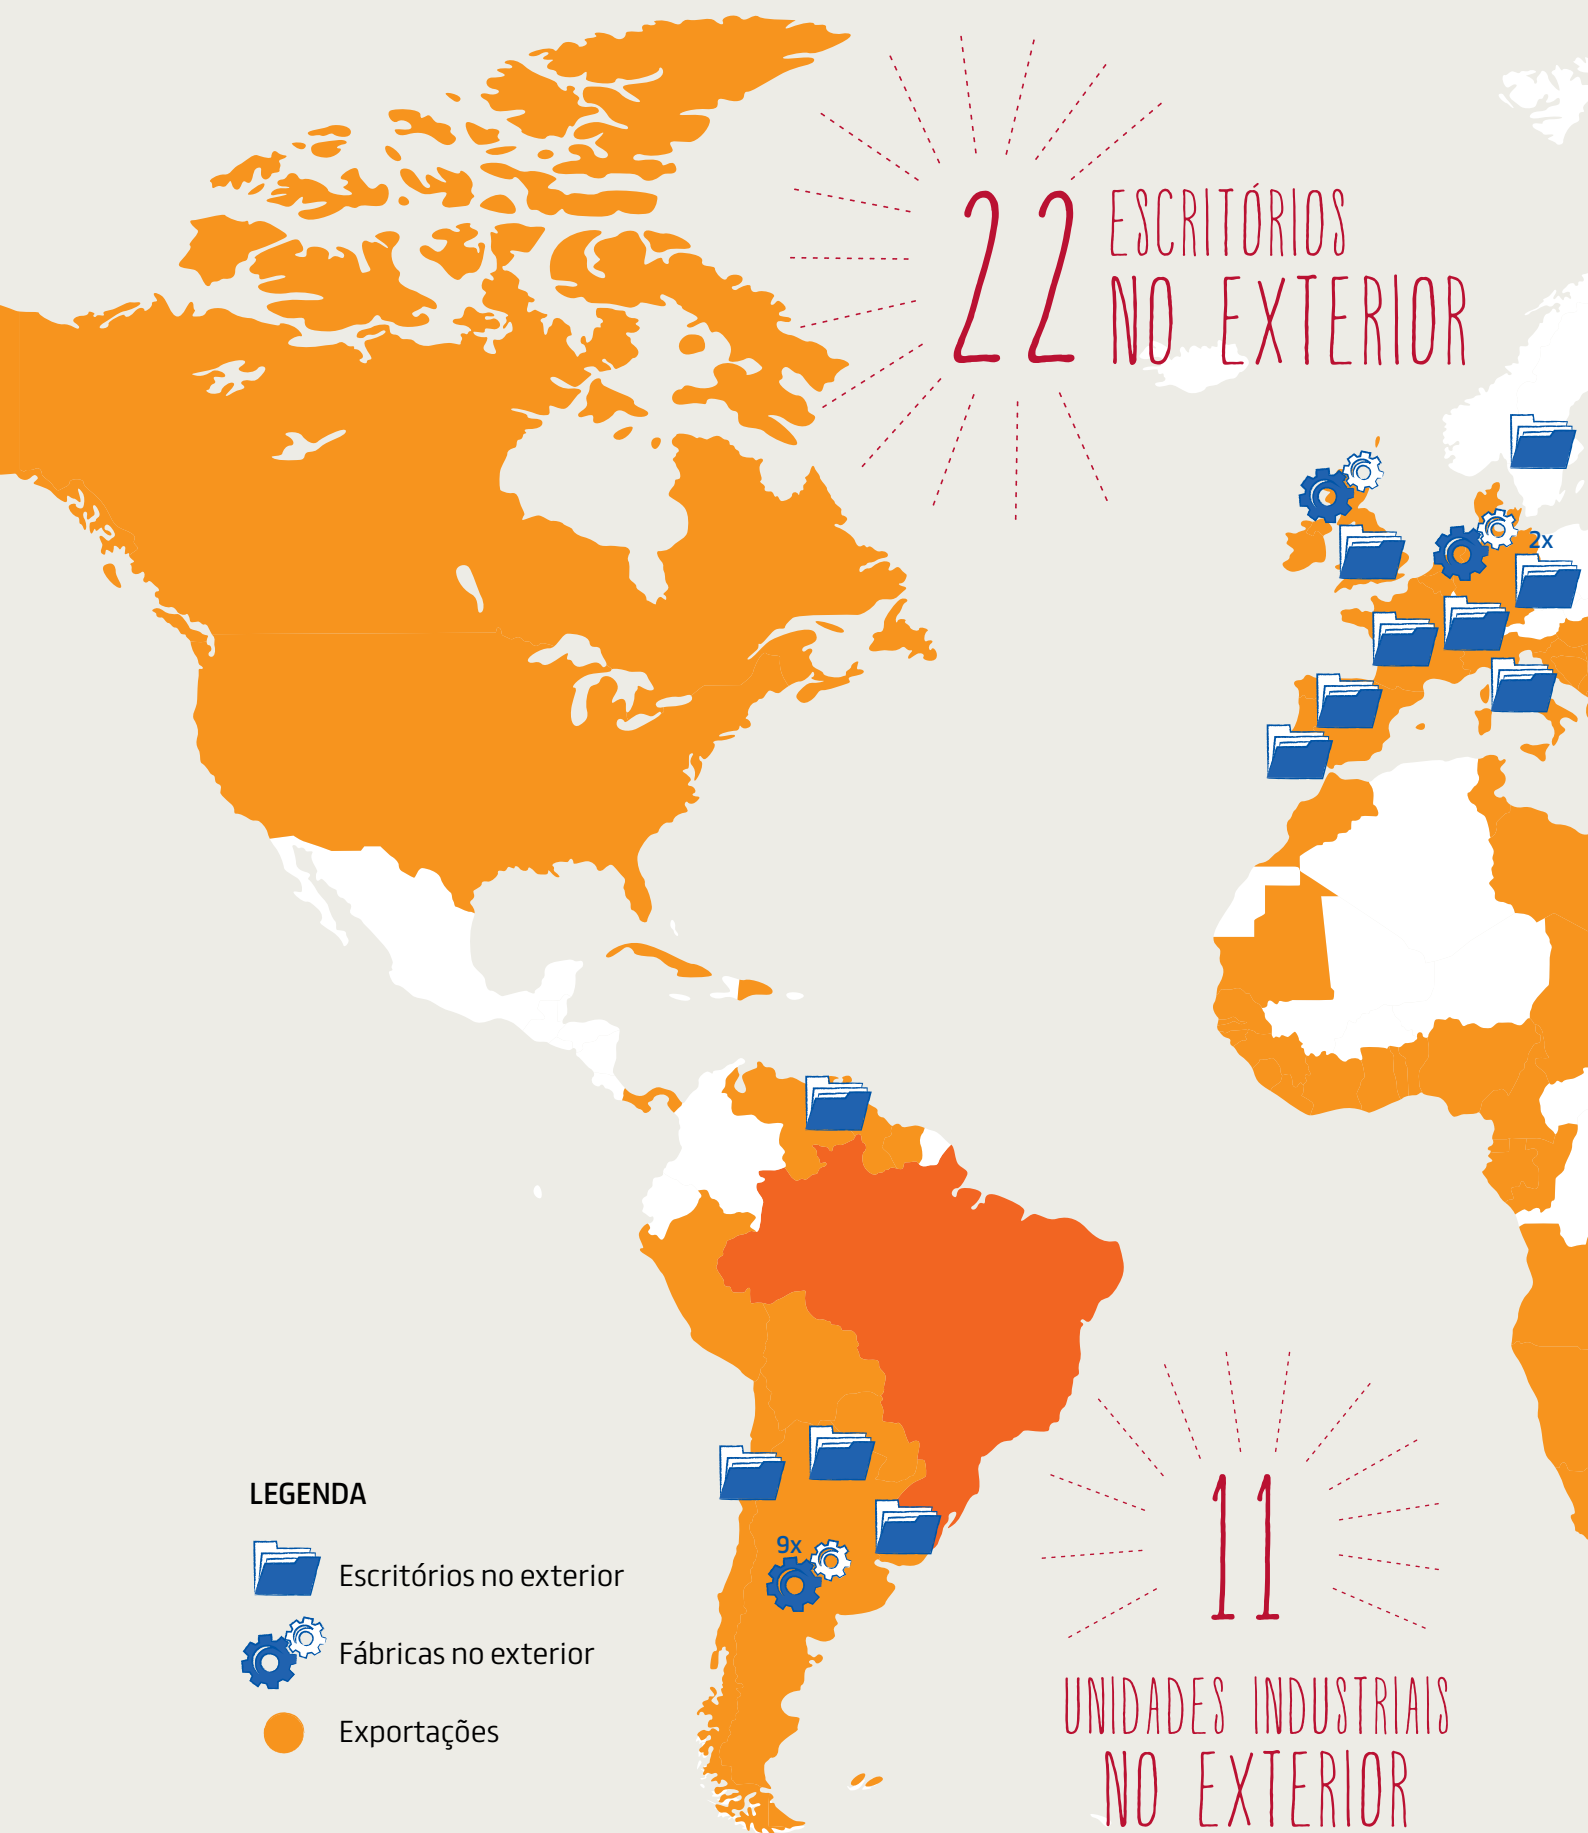 22
ESCRITÓRIOS
NO EXTERIOR
2x
9x
LEGENDA
Escritórios no exterior
Fábricas no exterior
Exportações
11
UNIDADES INDUSTRIAIS
NO EXTERIOR